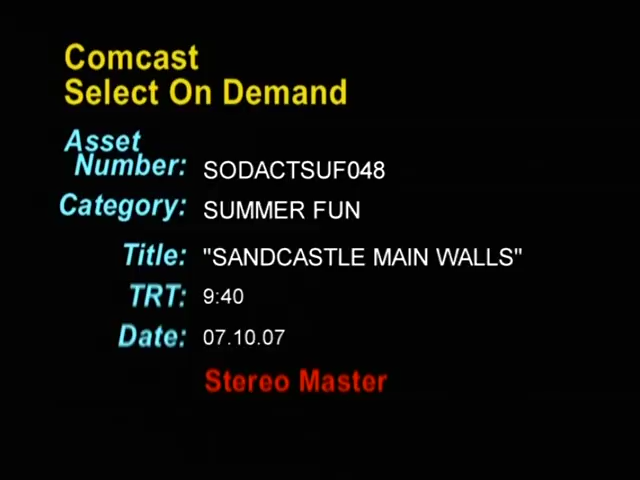 Comcast
Select On Demand
Asset
Number: SODACTSUF048
Category: SUMMER FUN
Title: "SANDCASTLE MAIN WALLS"
TRT: 9:40
Date: 07.10.07
Stereo Master